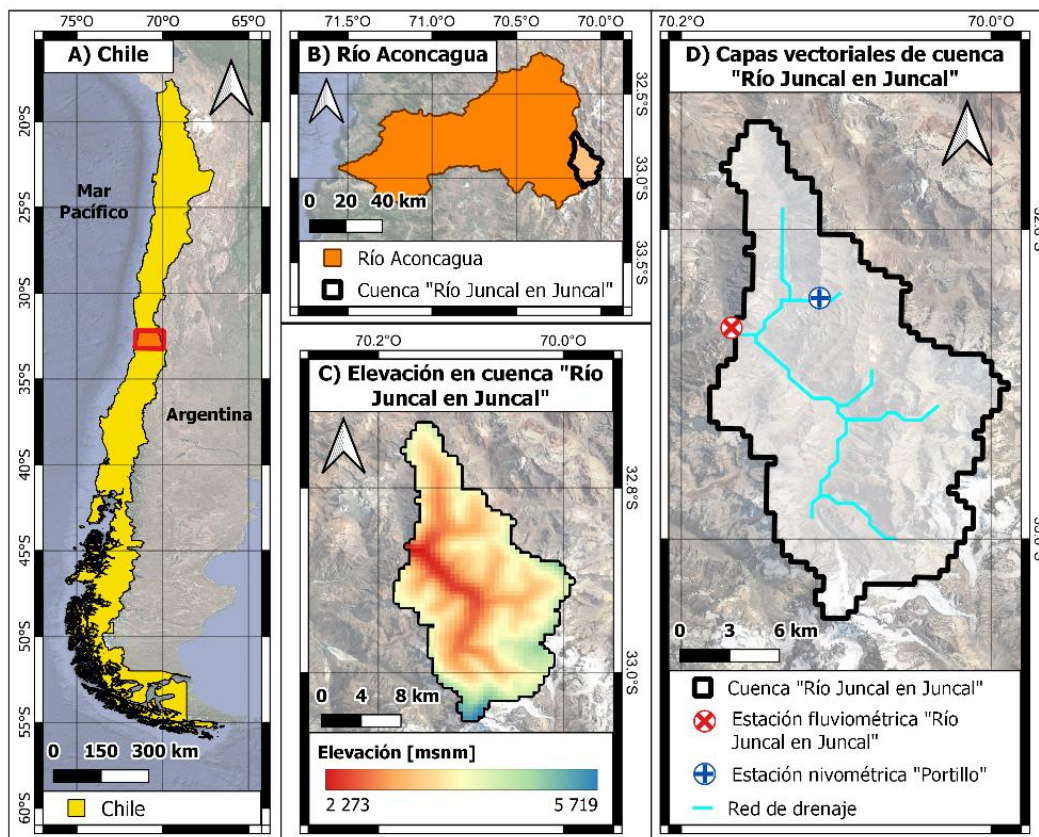 75°O 70°O 65°O
A) Chile
20°S
25°S
30°S
35°S
40°S
45°S
50°S
55°S
60°S
Mar
Pacífico
Argentina
0 150 300 km
Chile
71.5°O 71.0°O 70.5°O 70.0°O
B) Río Aconcagua
32.5°S
33.0°S
33.5°S
0 20 40 km
Río Aconcagua
Cuenca "Río Juncal en Juncal"
70.2°O 70.0°O
C) Elevación en cuenca "Río
Juncal en Juncal"
32.8°S
33.0°S
0 4 8 km
Elevación [msnm]
2 273 5 719
70.2°O 70.0°O
D) Capas vectoriales de cuenca
"Río Juncal en Juncal"
0 3 6 km
Cuenca "Río Juncal en Juncal"
Estación fluviométrica "Río
Juncal en Juncal"
Estación nivométrica "Portillo"
Red de drenaje